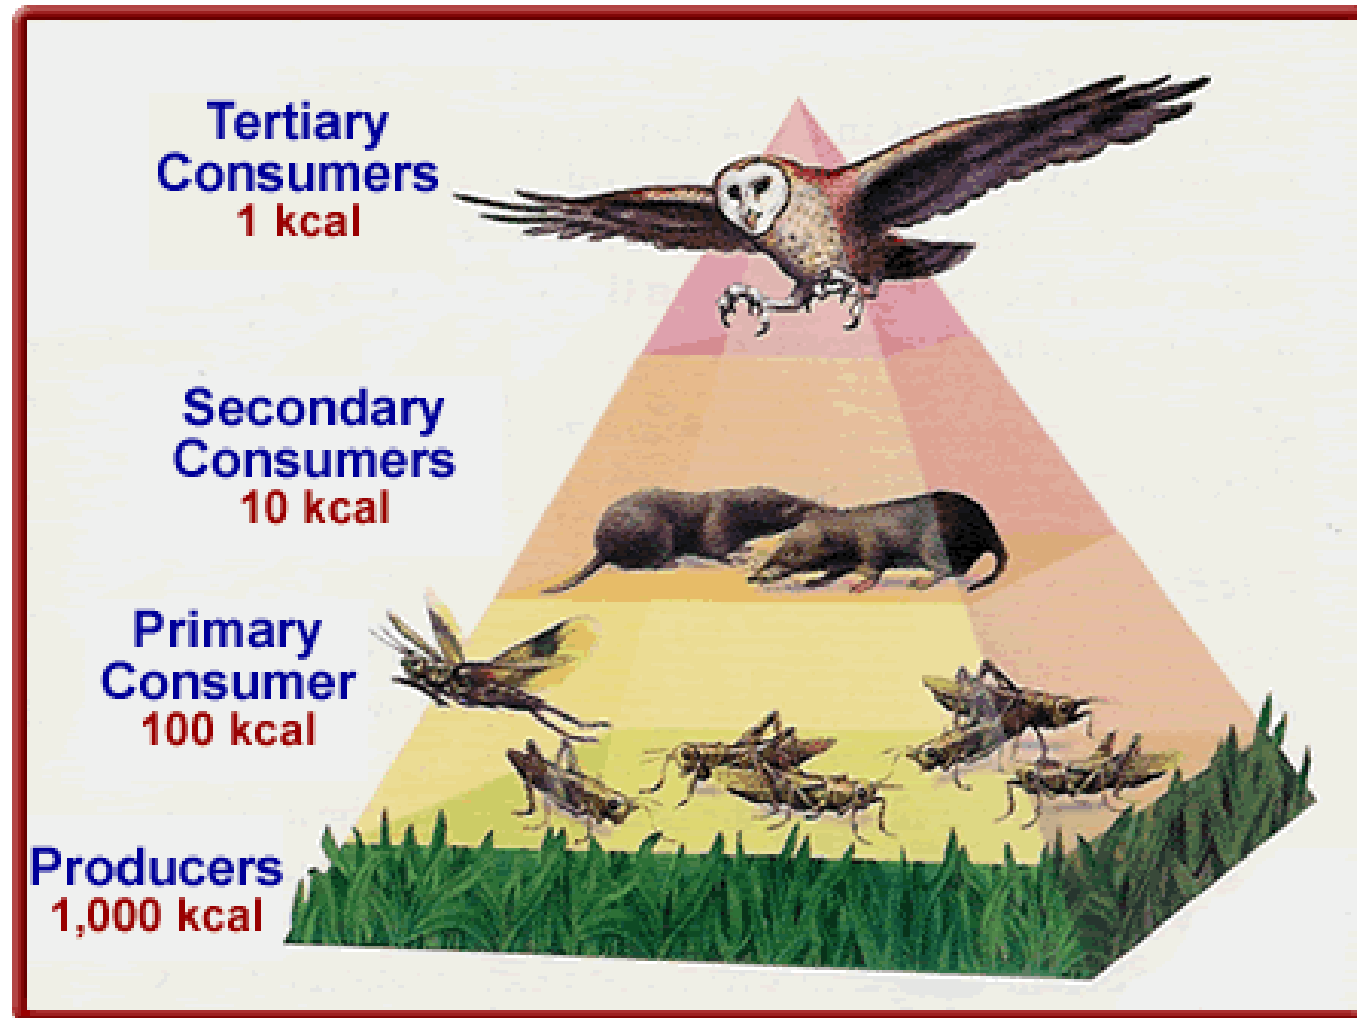 Tertiary
Consumers
1 kcal
Secondary
Consumers
10 kcal
Primary
Consumer
100 kcal
Producers
1,000 kcal